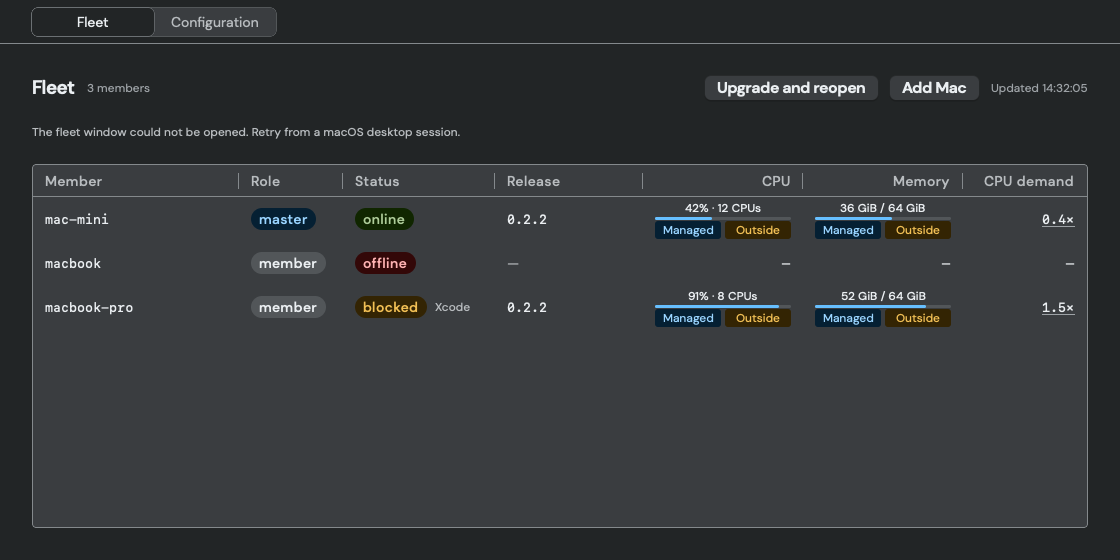 Fleet Configuration
Fleet 3 members Upgrade and reopen Add Mac Updated 14:32:05
The fleet window could not be opened. Retry from a macOS desktop session.
Member Role Status Release CPU Memory CPU demand
42% · 12 CPUs 36 GiB / 64 GiB
mac-mini master online 0.2.2 0.4×
Managed Outside Managed Outside
macbook member offline — — — —
91% · 8 CPUs 52 GiB / 64 GiB
macbook-pro member blocked Xcode 0.2.2 1.5×
Managed Outside Managed Outside